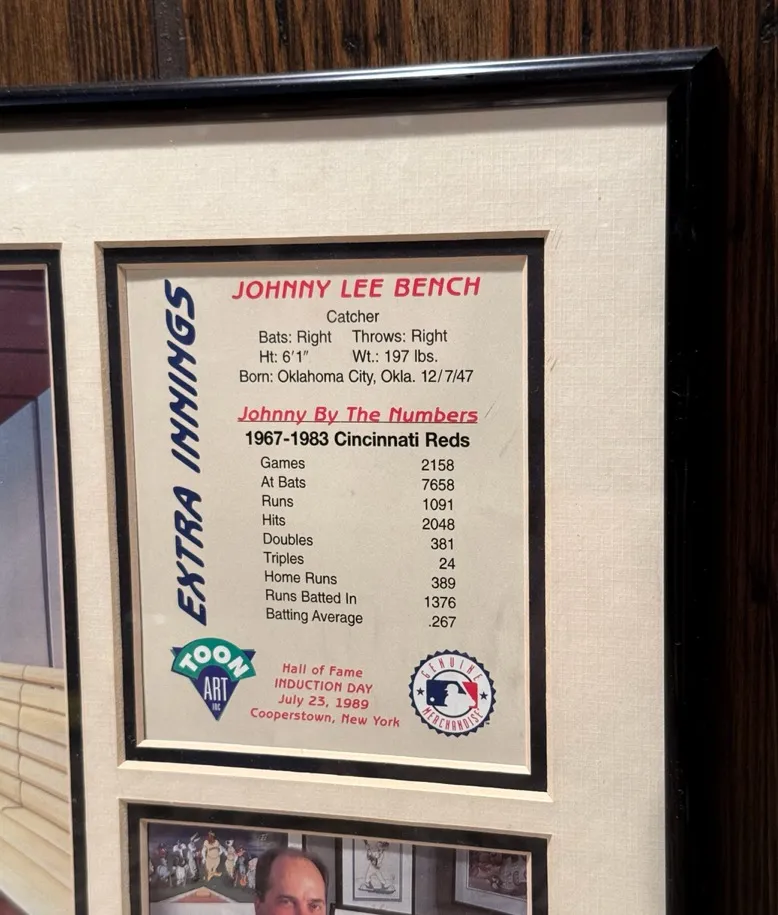 EXTRA INNINGS
JOHNNY LEE BENCH
Catcher
Bats: Right Throws: Right
Ht: 6'1" Wt.: 197 lbs.
Born: Oklahoma City, Okla. 12/7/47
Johnny By The Numbers
1967-1983 Cincinnati Reds
Games 2158
At Bats 7658
Runs 1091
Hits 2048
Doubles 381
Triples 24
Home Runs 389
Runs Batted In 1376
Batting Average .267
TOON
ART
INC
Hall of Fame
INDUCTION DAY
July 23, 1989
Cooperstown, New York
GENUINE
MERCHANDISE